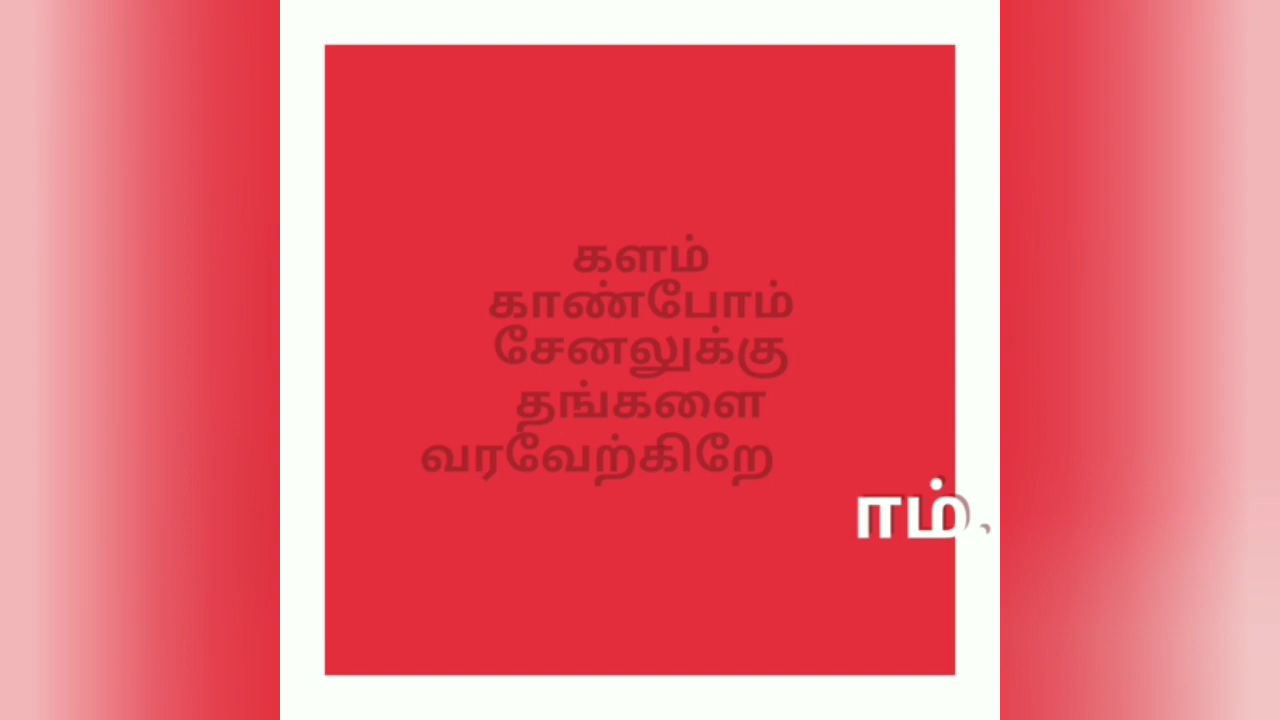 களம்
காண்போம்
சேனலுக்கு
தங்களை
வரவேற்கிறே
ாம்.